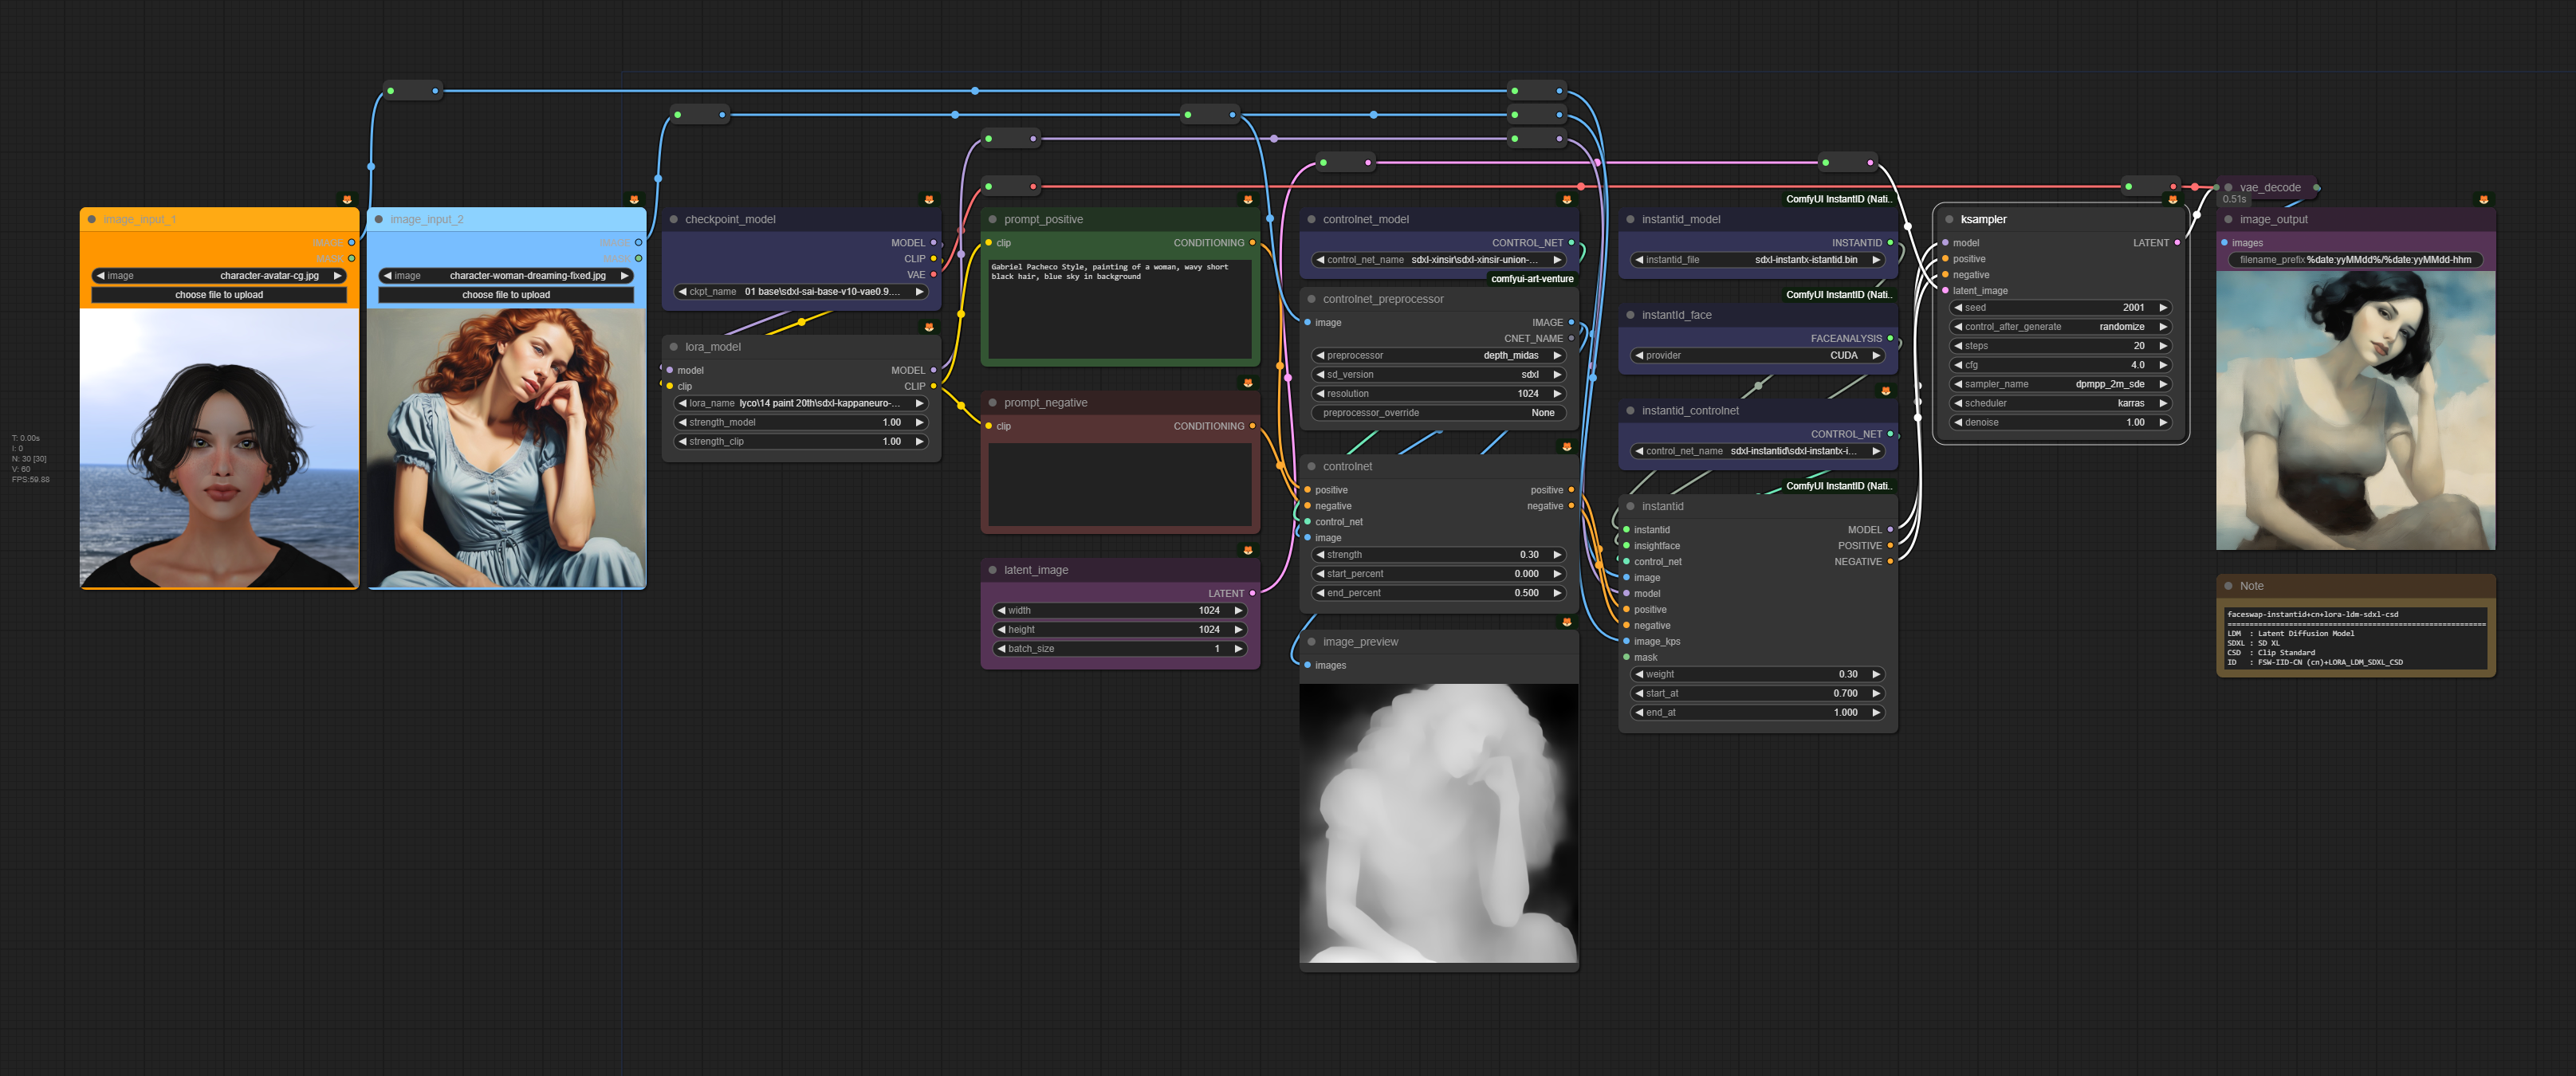 T: 0.00s
I: 0
N: 30 [30]
V: 60
FPS:59.88
image_input_1
IMAGE
MASK
image character-avatar-cg.jpg
choose file to upload
image_input_2
IMAGE
MASK
image character-woman-dreaming-fixed.jpg
choose file to upload
checkpoint_model
MODEL
CLIP
VAE
ckpt_name 01 base\sdxl-sai-base-v10-vae0.9....
lora_model
model MODEL
clip CLIP
lora_name lyco\14 paint 20th\sdxl-kappaneuro-...
strength_model 1.00
strength_clip 1.00
prompt_positive
clip CONDITIONING
Gabriel Pacheco Style, painting of a woman, wavy short
black hair, blue sky in background
prompt_negative
clip CONDITIONING
latent_image
LATENT
width 1024
height 1024
batch_size 1
controlnet_model
CONTROL_NET
control_net_name sdxl-xinsir\sdxl-xinsir-union-...
comfyui-art-venture
controlnet_preprocessor
image IMAGE
CNET_NAME
preprocessor depth_midas
sd_version sdxl
resolution 1024
preprocessor_override None
controlnet
positive positive
negative negative
control_net
image
strength 0.30
start_percent 0.000
end_percent 0.500
image_preview
images
ComfyUI InstantID (Nati..
instantid_model
INSTANTID
instantid_file sdxl-instantx-istantid.bin
ComfyUI InstantID (Nati..
instantId_face
FACEANALYSIS
provider CUDA
instantid_controlnet
CONTROL_NET
control_net_name sdxl-instantid\sdxl-instantx-i...
ComfyUI InstantID (Nati..
instantid
instantid MODEL
insightface POSITIVE
control_net NEGATIVE
image
model
positive
negative
image_kps
mask
weight 0.30
start_at 0.700
end_at 1.000
ksampler
model LATENT
positive
negative
latent_image
seed 2001
control_after_generate randomize
steps 20
cfg 4.0
sampler_name dpmpp_2m_sde
scheduler karras
denoise 1.00
vae_decode
0.51s
image_output
images
filename_prefix %date:yyMMdd%/%date:yyMMdd-hhm
Note
faceswap-instantid+cn+lora-ldm-sdxl-csd
LDM : Latent Diffusion Model
SDXL : SD XL
CSD : Clip Standard
ID : FSW-IID-CN (cn)+LORA_LDM_SDXL_CSD